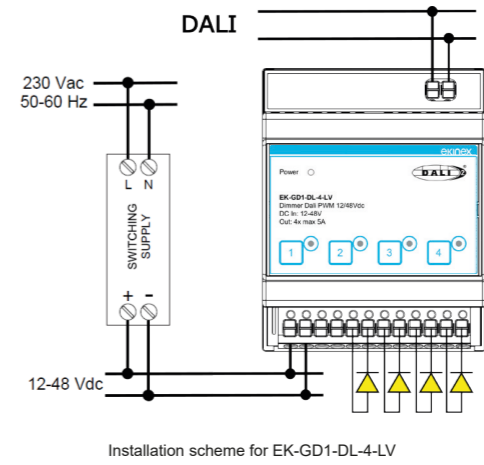 DALI
230 Vac
50-60 Hz
L N
SWITCHING
SUPPLY
+ -
12-48 Vdc
ekinex
Power
DALI 2
EK-GD1-DL-4-LV
Dimmer Dali PWM 12/48Vdc
DC In: 12-48V
Out: 4x max 5A
1 2 3 4
Installation scheme for EK-GD1-DL-4-LV